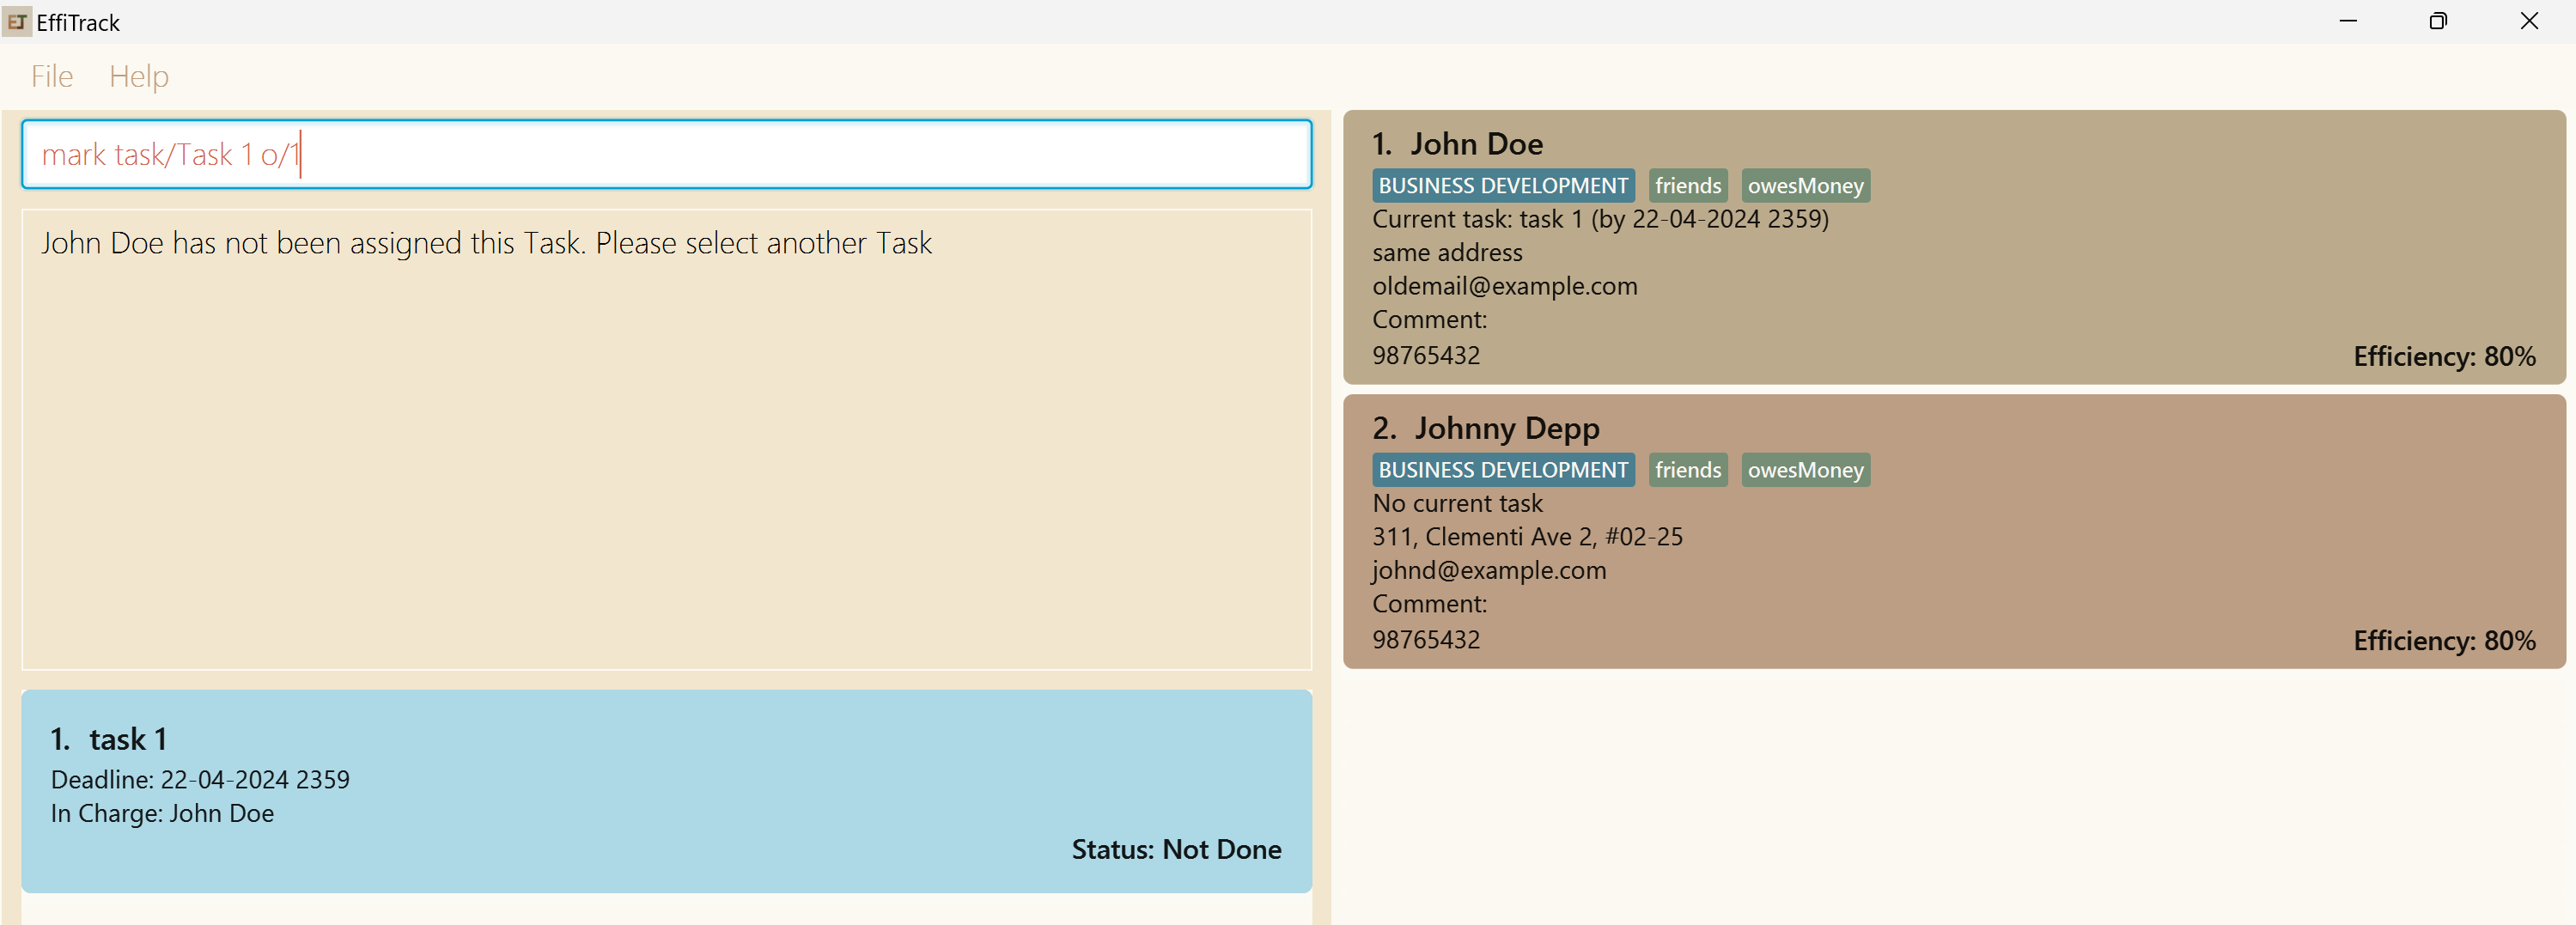 ET EffiTrack
File Help
mark task/Task 1 o/1
John Doe has not been assigned this Task. Please select another Task
1. task 1
Deadline: 22-04-2024 2359
In Charge: John Doe
Status: Not Done
1. John Doe
BUSINESS DEVELOPMENT friends owesMoney
Current task: task 1 (by 22-04-2024 2359)
same address
oldemail@example.com
Comment:
98765432
Efficiency: 80%
2. Johnny Depp
BUSINESS DEVELOPMENT friends owesMoney
No current task
311, Clementi Ave 2, #02-25
johnd@example.com
Comment:
98765432
Efficiency: 80%